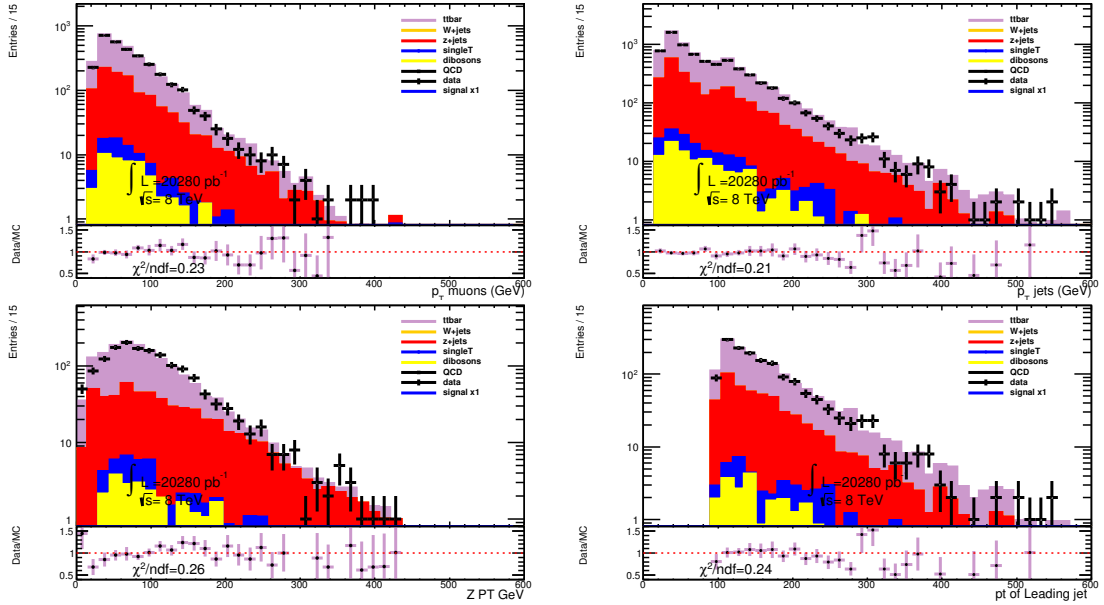 Entries / 15
10³
10²
10
1
ttbar
W+jets
z+jets
singleT
dibosons
QCD
data
signal x1
∫ L =20280 pb⁻¹
√s= 8 TeV
Data/MC
1.5
1
0.5
χ²/ndf=0.23
0 100 200 300 400 500 600
p_T muons (GeV)
Entries / 15
10³
10²
10
1
ttbar
W+jets
z+jets
singleT
dibosons
QCD
data
signal x1
∫ L =20280 pb⁻¹
√s= 8 TeV
Data/MC
1.5
1
0.5
χ²/ndf=0.21
0 100 200 300 400 500 600
p_T jets (GeV)
Entries / 15
10²
10
1
ttbar
W+jets
z+jets
singleT
dibosons
QCD
data
signal x1
∫ L =20280 pb⁻¹
√s= 8 TeV
Data/MC
1.5
1
0.5
χ²/ndf=0.26
0 100 200 300 400 500 600
Z PT GeV
Entries / 15
10²
10
1
ttbar
W+jets
z+jets
singleT
dibosons
QCD
data
signal x1
∫ L =20280 pb⁻¹
√s= 8 TeV
Data/MC
1.5
1
0.5
χ²/ndf=0.24
0 100 200 300 400 500 600
pt of Leading jet